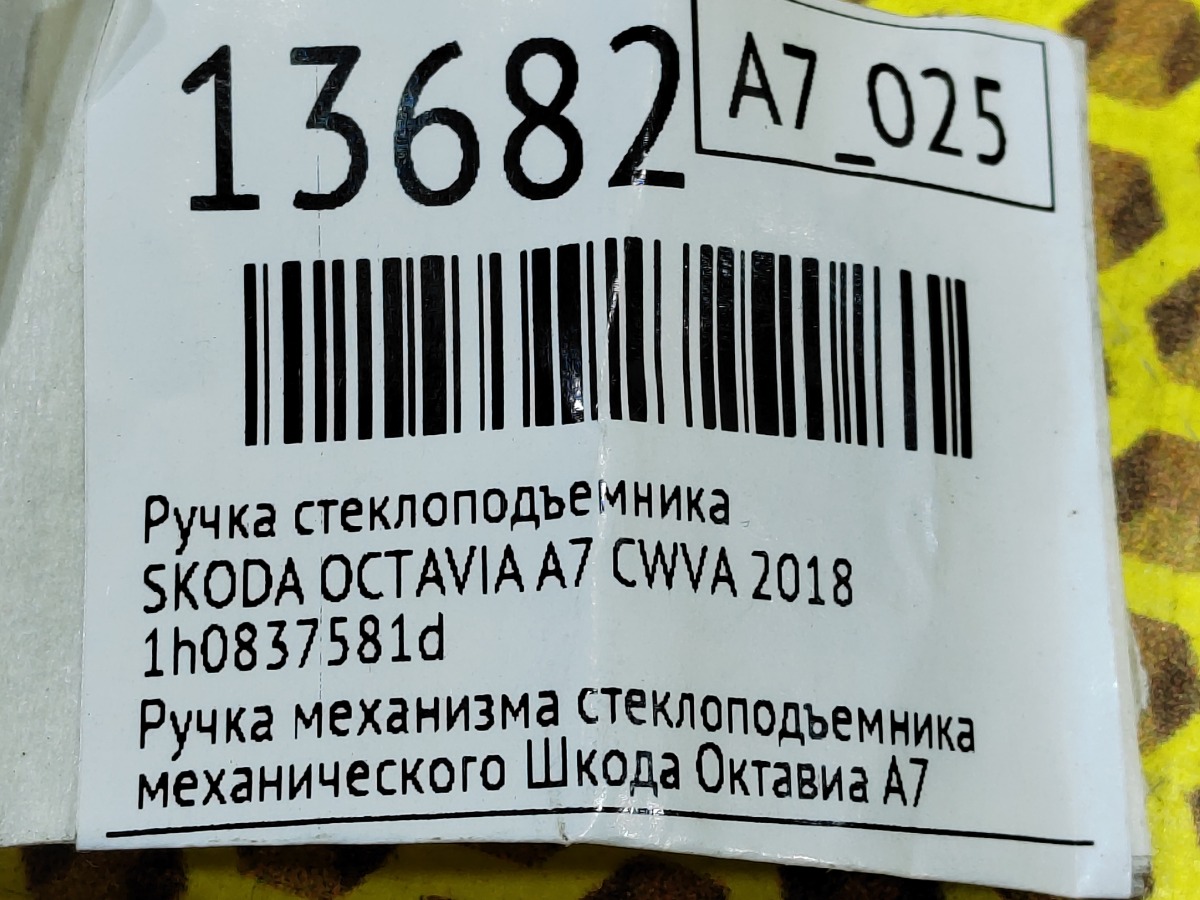 13682
A7_025
Ручка стеклоподъемника
SKODA OCTAVIA A7 CWVA 2018
1h0837581d
Ручка механизма стеклоподъемника
механического Шкода Октавиа А7